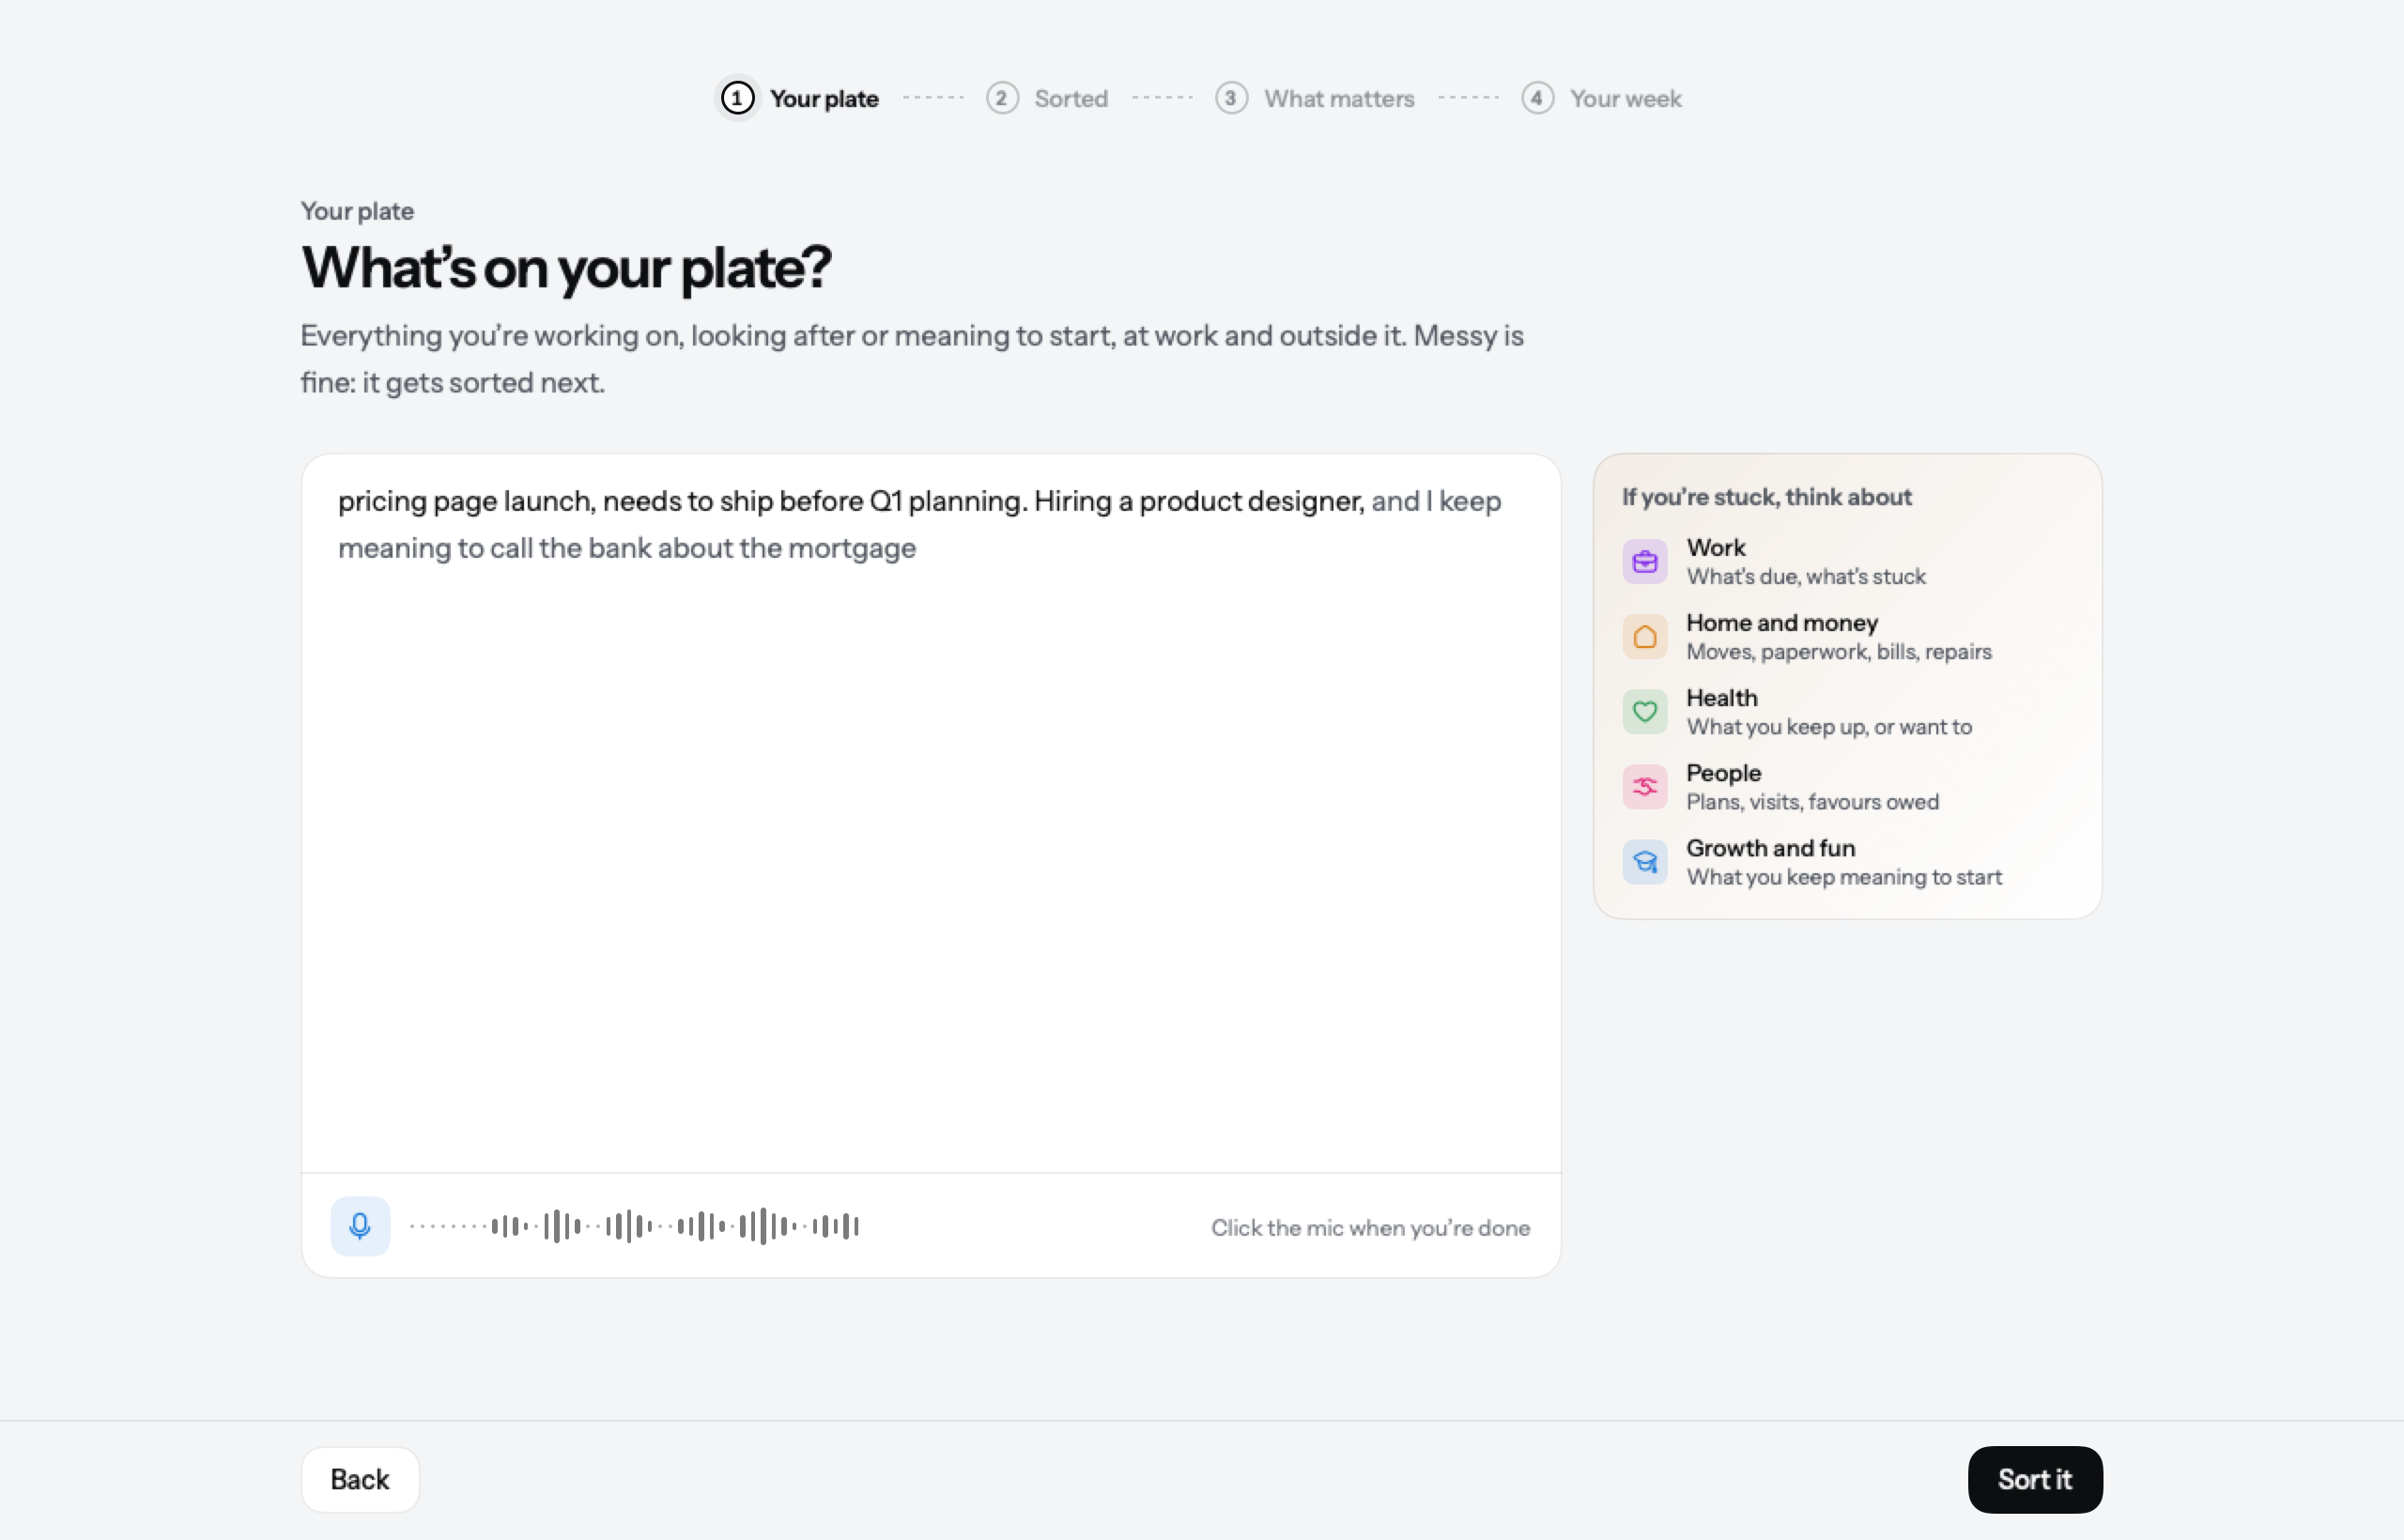 1 Your plate 2 Sorted 3 What matters 4 Your week
Your plate
What’s on your plate?
Everything you’re working on, looking after or meaning to start, at work and outside it. Messy is
fine: it gets sorted next.
pricing page launch, needs to ship before Q1 planning. Hiring a product designer, and I keep
meaning to call the bank about the mortgage
Click the mic when you’re done
If you’re stuck, think about
Work
What’s due, what’s stuck
Home and money
Moves, paperwork, bills, repairs
Health
What you keep up, or want to
People
Plans, visits, favours owed
Growth and fun
What you keep meaning to start
Back
Sort it